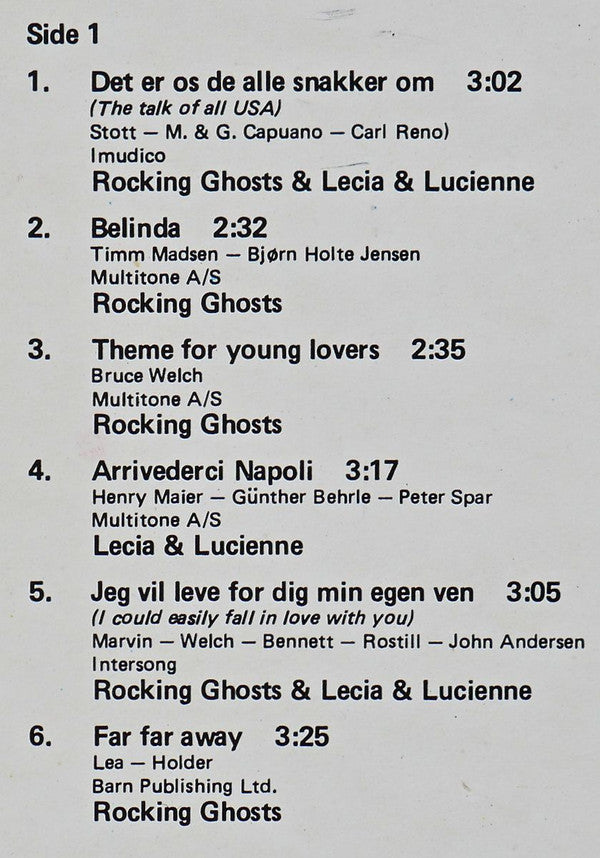 Side 1
1. Det er os de alle snakker om 3:02
(The talk of all USA)
Stott – M. & G. Capuano – Carl Reno)
Imudico
Rocking Ghosts & Lecia & Lucienne
2. Belinda 2:32
Timm Madsen – Bjørn Holte Jensen
Multitone A/S
Rocking Ghosts
3. Theme for young lovers 2:35
Bruce Welch
Multitone A/S
Rocking Ghosts
4. Arrivederci Napoli 3:17
Henry Maier – Günther Behrle – Peter Spar
Multitone A/S
Lecia & Lucienne
5. Jeg vil leve for dig min egen ven 3:05
(I could easily fall in love with you)
Marvin – Welch – Bennett – Rostill – John Andersen
Intersong
Rocking Ghosts & Lecia & Lucienne
6. Far far away 3:25
Lea – Holder
Barn Publishing Ltd.
Rocking Ghosts